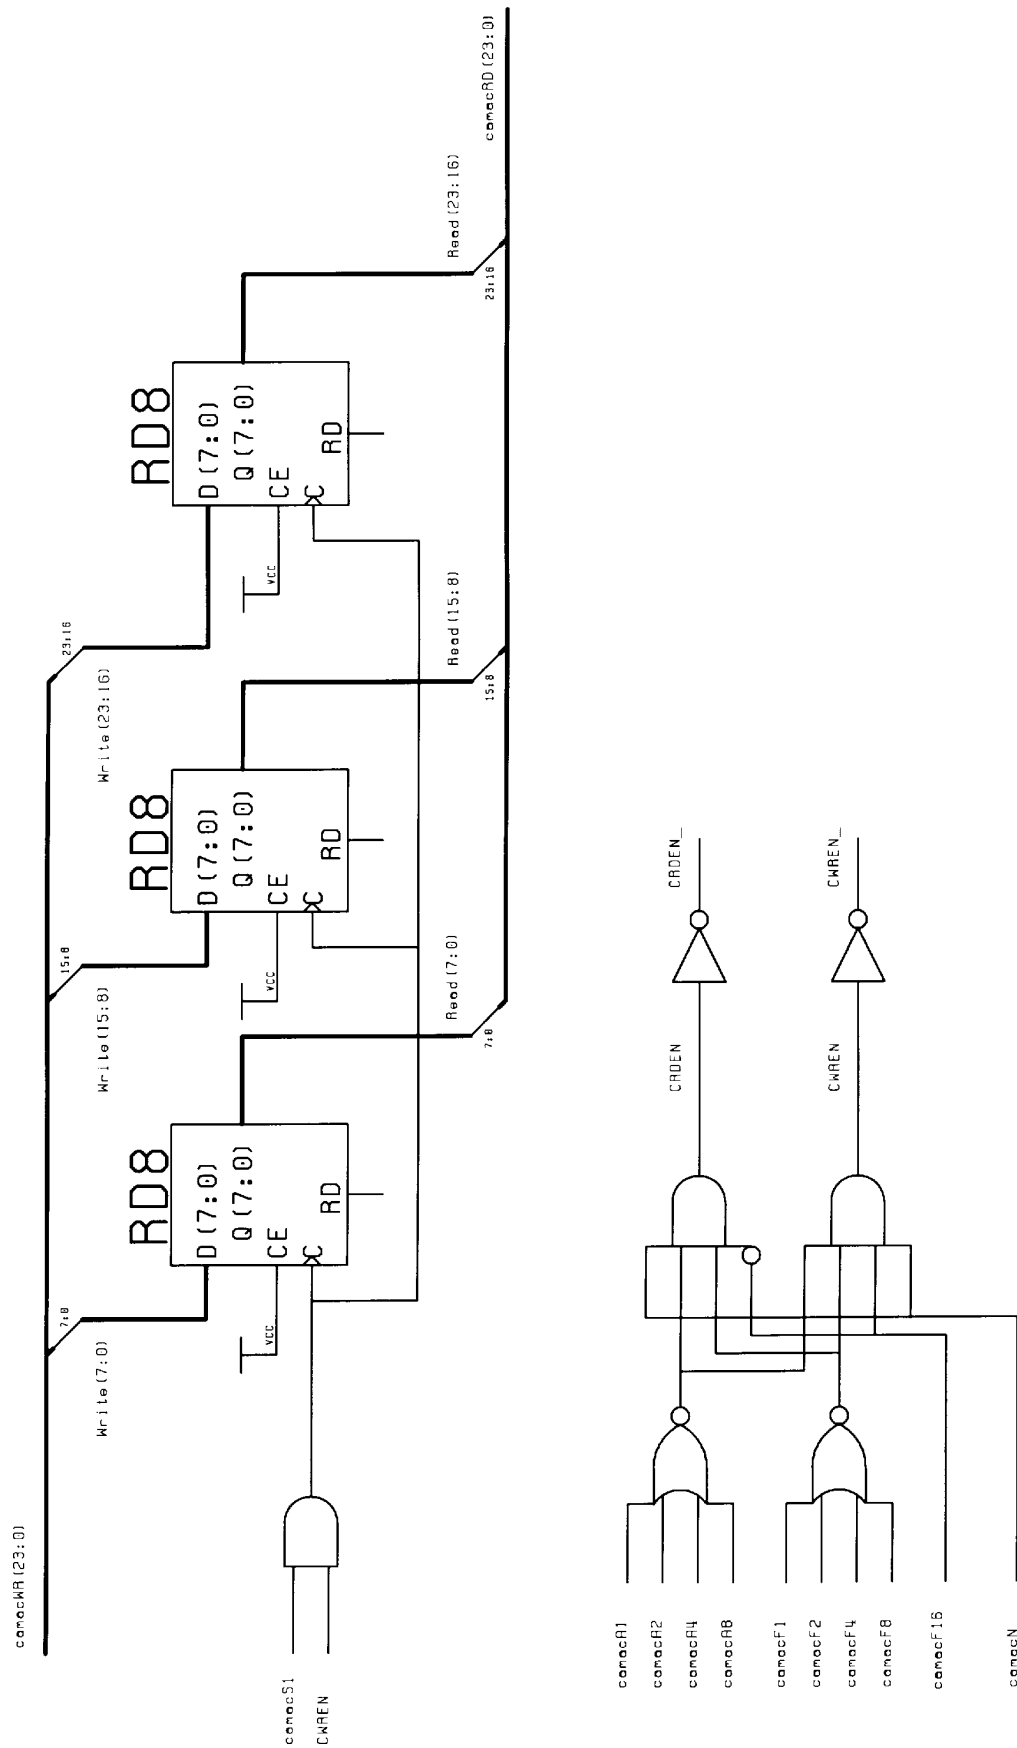 camacWR(23:0)
7:0
Write(7:0)
15:8
Write(15:8)
23:16
Write(23:16)
RD8
D(7:0)
Q(7:0)
CE
C
RD
VCC
RD8
D(7:0)
Q(7:0)
CE
C
RD
VCC
RD8
D(7:0)
Q(7:0)
CE
C
RD
VCC
camacS1
CWREN
Read(7:0)
7:0
Read(15:8)
15:8
Read(23:16)
23:16
camacRD(23:0)
camacA1
camacA2
camacA4
camacA8
camacF1
camacF2
camacF4
camacF8
camacF16
camacN
CRDEN
CRDEN_
CWREN
CWREN_